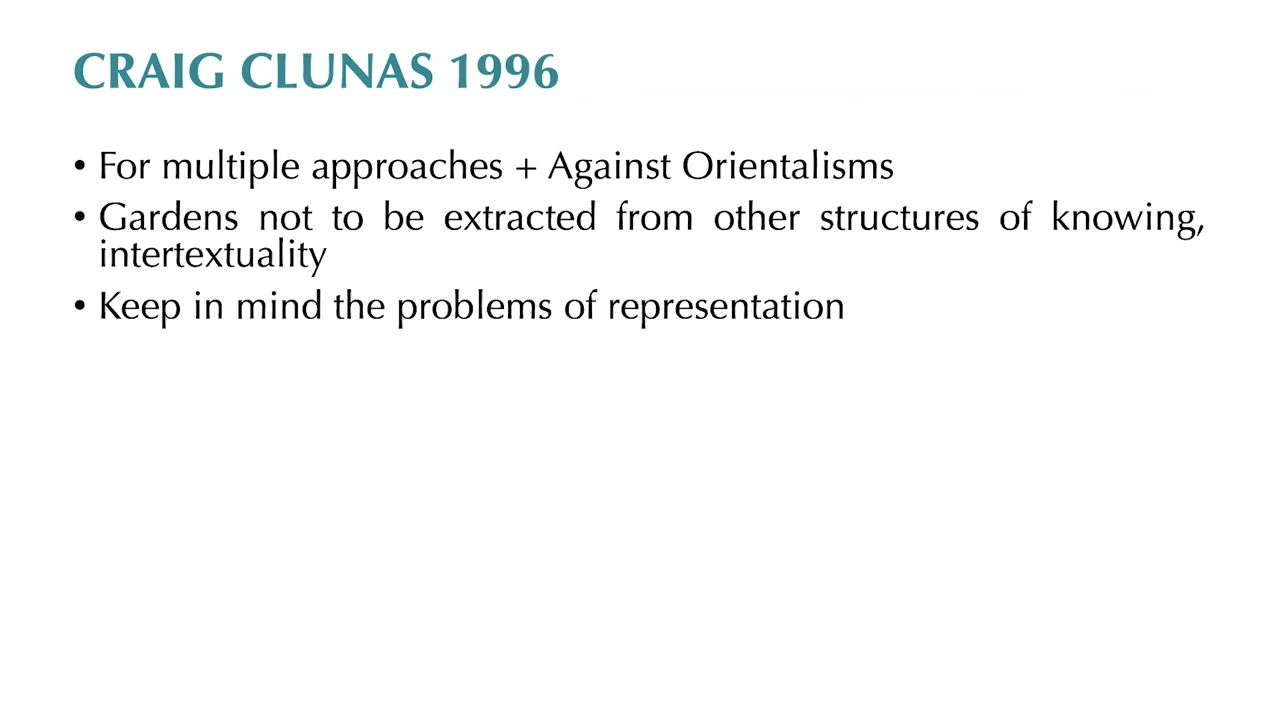 CRAIG CLUNAS 1996
• For multiple approaches + Against Orientalisms
• Gardens not to be extracted from other structures of knowing,
intertextuality
• Keep in mind the problems of representation